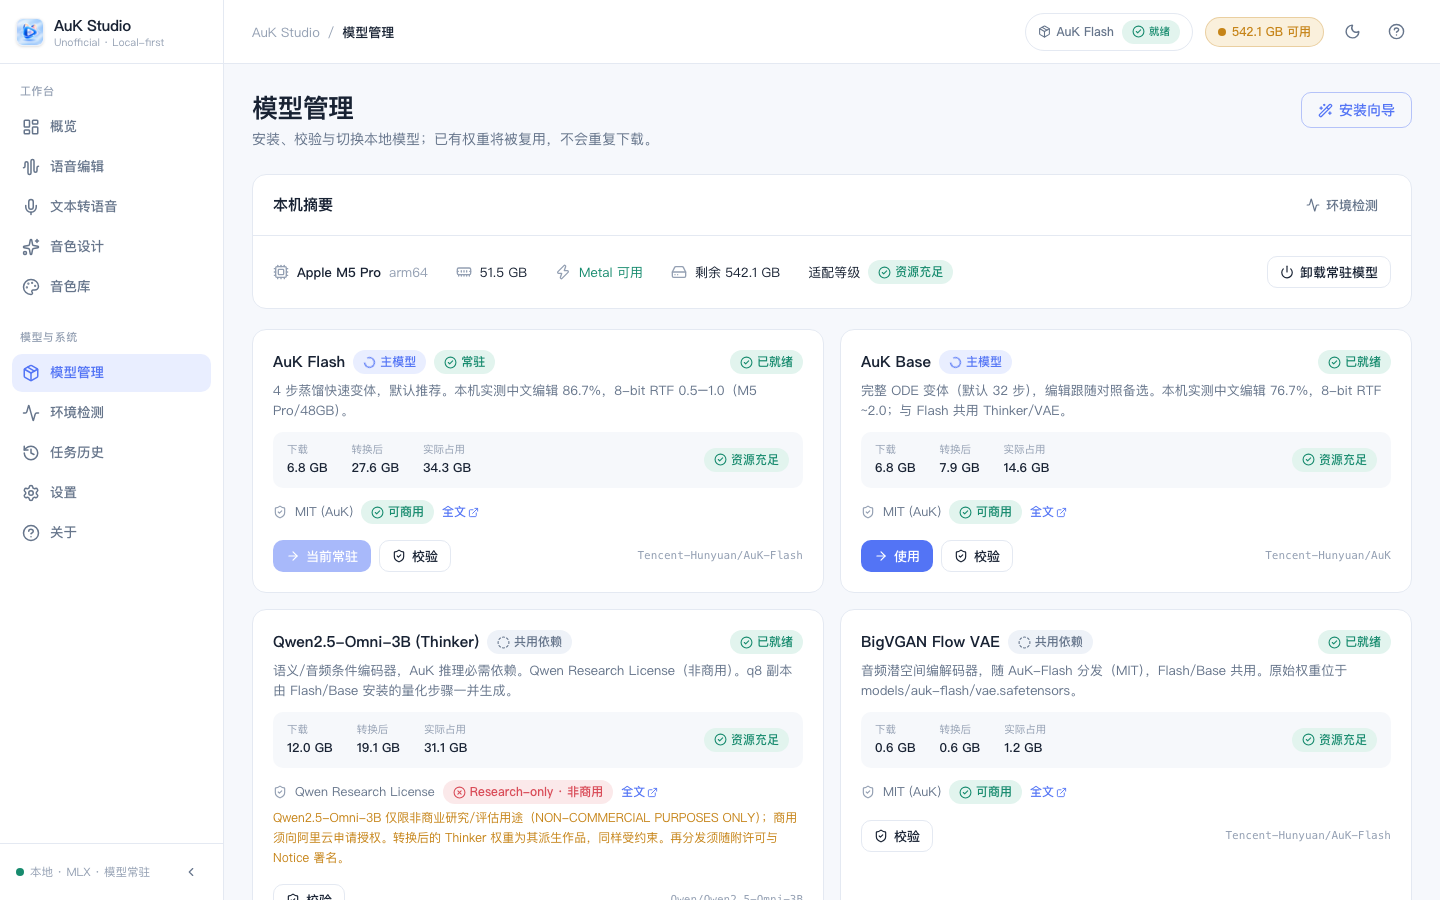 AuK Studio
Unofficial · Local-first
AuK Studio / 模型管理
AuK Flash 就绪
542.1 GB 可用
工作台
概览
语音编辑
文本转语音
音色设计
音色库
模型与系统
模型管理
环境检测
任务历史
设置
关于
本地 · MLX · 模型常驻
模型管理
安装、校验与切换本地模型；已有权重将被复用，不会重复下载。
安装向导
本机摘要
环境检测
Apple M5 Pro arm64
51.5 GB
Metal 可用
剩余 542.1 GB
适配等级 资源充足
卸载常驻模型
AuK Flash 主模型 常驻 已就绪
4 步蒸馏快速变体，默认推荐。本机实测中文编辑 86.7%，8-bit RTF 0.5–1.0（M5
Pro/48GB）。
下载 转换后 实际占用
6.8 GB 27.6 GB 34.3 GB
资源充足
MIT (AuK) 可商用 全文
当前常驻 校验 Tencent-Hunyuan/AuK-Flash
AuK Base 主模型 已就绪
完整 ODE 变体（默认 32 步），编辑跟随对照备选。本机实测中文编辑 76.7%，8-bit RTF
~2.0；与 Flash 共用 Thinker/VAE。
下载 转换后 实际占用
6.8 GB 7.9 GB 14.6 GB
资源充足
MIT (AuK) 可商用 全文
使用 校验 Tencent-Hunyuan/AuK
Qwen2.5-Omni-3B (Thinker) 共用依赖 已就绪
语义/音频条件编码器，AuK 推理必需依赖。Qwen Research License（非商用）。q8 副本
由 Flash/Base 安装的量化步骤一并生成。
下载 转换后 实际占用
12.0 GB 19.1 GB 31.1 GB
资源充足
Qwen Research License Research-only · 非商用 全文
Qwen2.5-Omni-3B 仅限非商业研究/评估用途（NON-COMMERCIAL PURPOSES ONLY）；商用
须向阿里云申请授权。转换后的 Thinker 权重为其派生作品，同样受约束。再分发须随附许可与
Notice 署名。
校验 Qwen/Qwen2.5-Omni-3B
BigVGAN Flow VAE 共用依赖 已就绪
音频潜空间编解码器，随 AuK-Flash 分发（MIT），Flash/Base 共用。原始权重位于
models/auk-flash/vae.safetensors。
下载 转换后 实际占用
0.6 GB 0.6 GB 1.2 GB
资源充足
MIT (AuK) 可商用 全文
校验 Tencent-Hunyuan/AuK-Flash